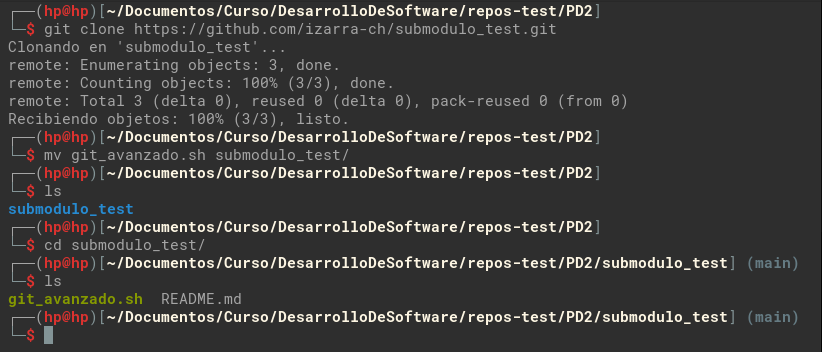 ┌──(hp@hp)[~/Documentos/Curso/DesarrolloDeSoftware/repos-test/PD2]
└─$ git clone https://github.com/izarra-ch/submodulo_test.git
Clonando en 'submodulo_test'...
remote: Enumerating objects: 3, done.
remote: Counting objects: 100% (3/3), done.
remote: Total 3 (delta 0), reused 0 (delta 0), pack-reused 0 (from 0)
Recibiendo objetos: 100% (3/3), listo.
┌──(hp@hp)[~/Documentos/Curso/DesarrolloDeSoftware/repos-test/PD2]
└─$ mv git_avanzado.sh submodulo_test/
┌──(hp@hp)[~/Documentos/Curso/DesarrolloDeSoftware/repos-test/PD2]
└─$ ls
submodulo_test
┌──(hp@hp)[~/Documentos/Curso/DesarrolloDeSoftware/repos-test/PD2]
└─$ cd submodulo_test/
┌──(hp@hp)[~/Documentos/Curso/DesarrolloDeSoftware/repos-test/PD2/submodulo_test] (main)
└─$ ls
git_avanzado.sh  README.md
┌──(hp@hp)[~/Documentos/Curso/DesarrolloDeSoftware/repos-test/PD2/submodulo_test] (main)
└─$